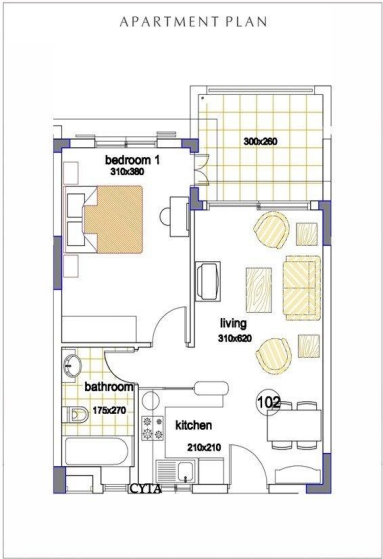 APARTMENT PLAN
300x260
bedroom 1
310x380
living
310x620
bathroom
175x270
102
kitchen
210x210
CYTA